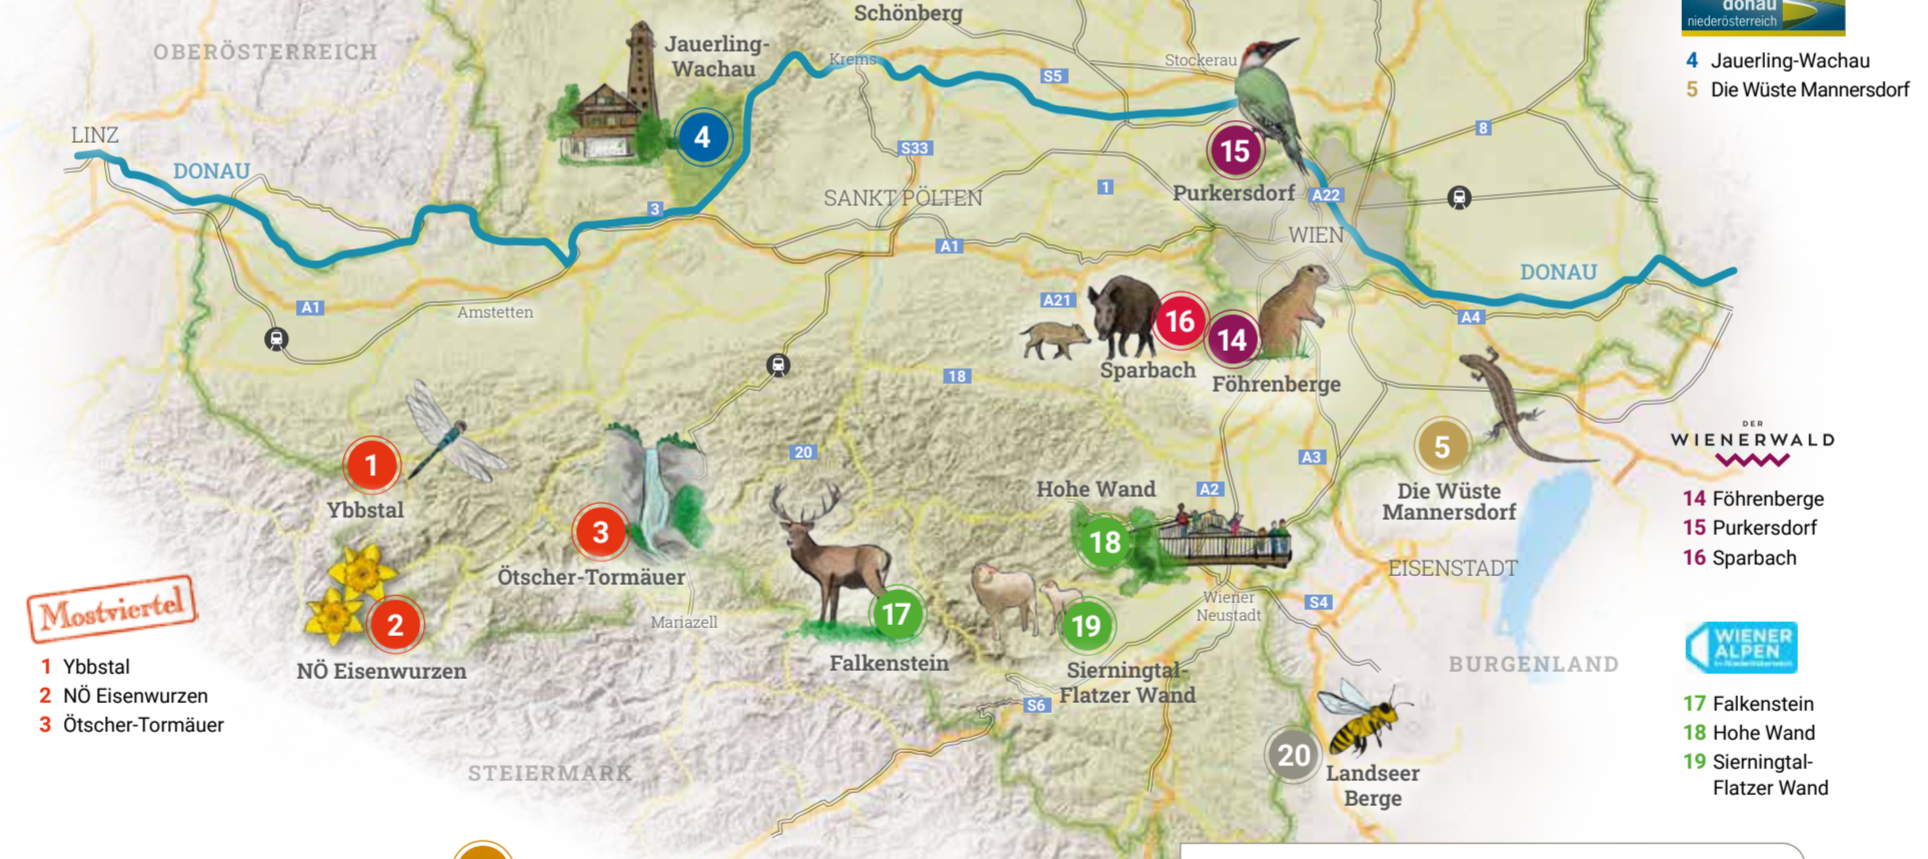 Schönberg
donau
niederösterreich
4 Jauerling-Wachau
5 Die Wüste Mannersdorf
OBERÖSTERREICH
Jauerling-
Wachau
Krems
Stockerau
S5
8
LINZ
4
15
S33
DONAU
1
Purkersdorf
A22
SANKT PÖLTEN
3
WIEN
A1
DONAU
A1
Amstetten
A21
16
14
A4
Sparbach
Föhrenberge
18
20
A3
5
1
Ybbstal
Hohe Wand
A2
Die Wüste
Mannersdorf
DER
WIENERWALD
14 Föhrenberge
15 Purkersdorf
16 Sparbach
3
Ötscher-Tormäuer
18
EISENSTADT
Mostviertel
2
NÖ Eisenwurzen
Mariazell
17
Falkenstein
19
Sierningtal-
Flatzer Wand
Wiener
Neustadt
S4
BURGENLAND
WIENER
ALPEN
in Niederösterreich
1 Ybbstal
2 NÖ Eisenwurzen
3 Ötscher-Tormäuer
S6
17 Falkenstein
18 Hohe Wand
19 Sierningtal-
Flatzer Wand
STEIERMARK
20
Landseer
Berge